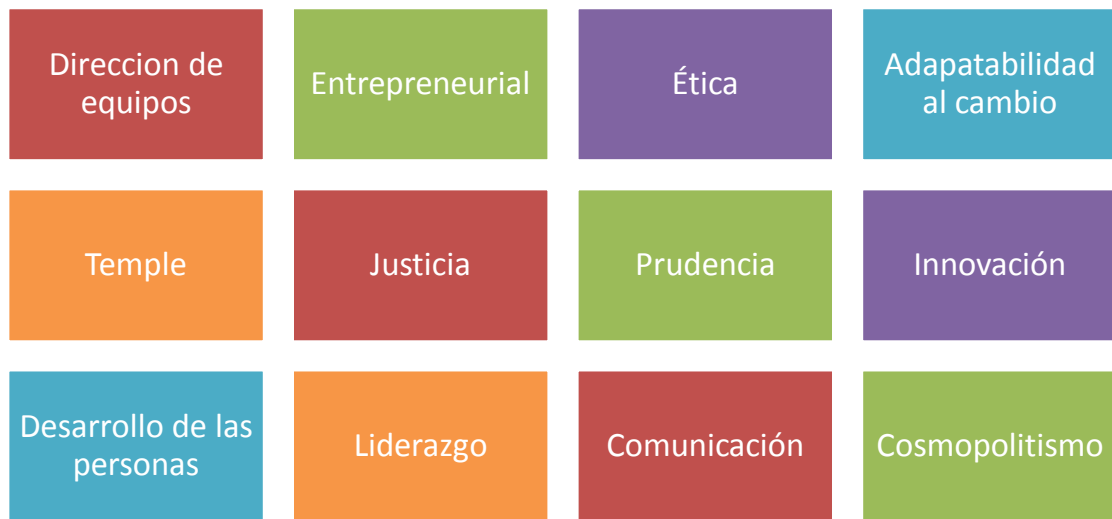 Direccion de
equipos
Entrepreneurial
Ética
Adapatabilidad
al cambio
Temple
Justicia
Prudencia
Innovación
Desarrollo de las
personas
Liderazgo
Comunicación
Cosmopolitismo